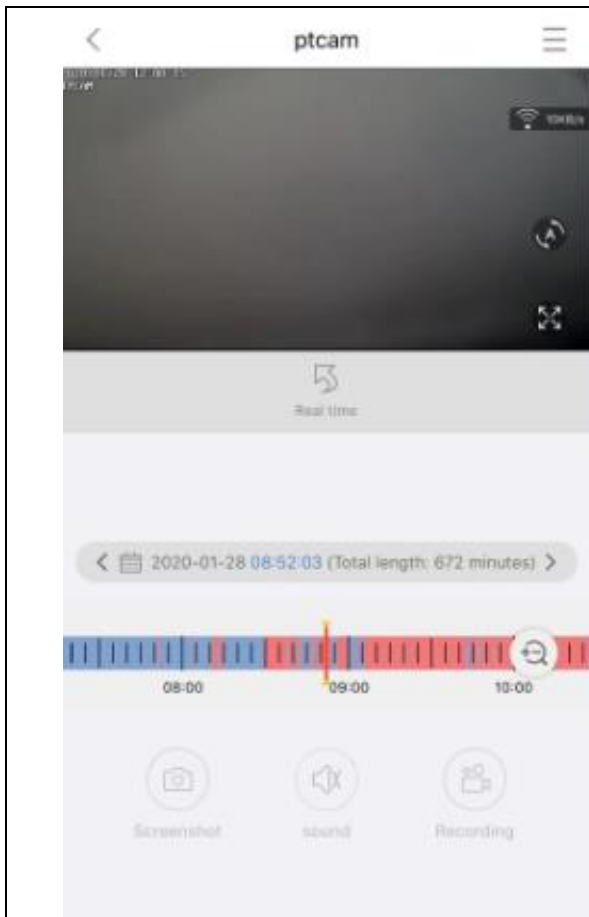 ptcam
10KB/s
Real time
2020-01-28 08:52:03 (Total length: 672 minutes)
08:00 09:00 10:00
Screenshot sound Recording